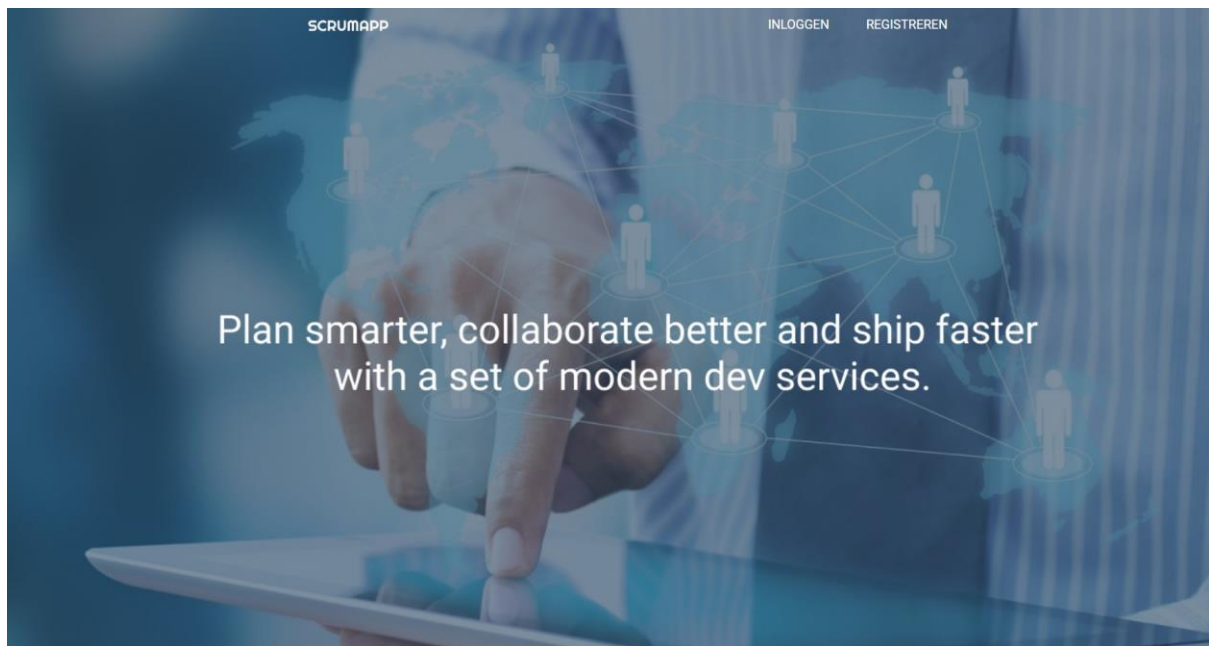 SCRUMAPP
INLOGGEN REGISTREREN
Plan smarter, collaborate better and ship faster
with a set of modern dev services.